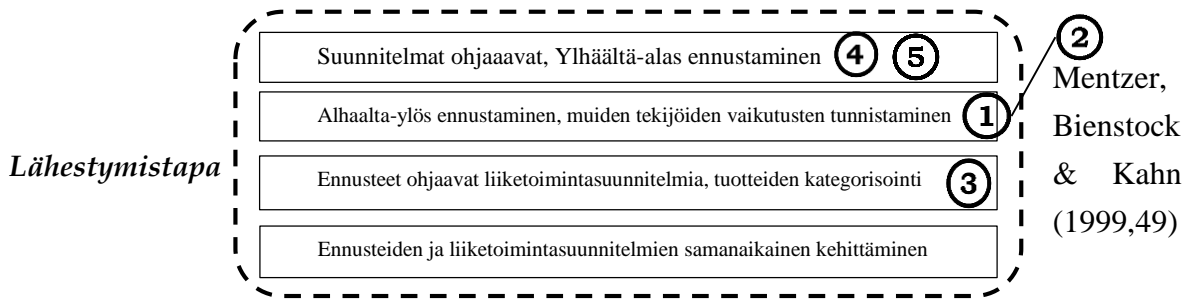 Suunnitelmat ohjaaavat, Ylhäältä-alas ennustaminen 4 5
2
Alhaalta-ylös ennustaminen, muiden tekijöiden vaikutusten tunnistaminen 1
Lähestymistapa
Ennusteet ohjaavat liiketoimintasuunnitelmia, tuotteiden kategorisointi 3
Ennusteiden ja liiketoimintasuunnitelmien samanaikainen kehittäminen
Mentzer,
Bienstock
& Kahn
(1999,49)